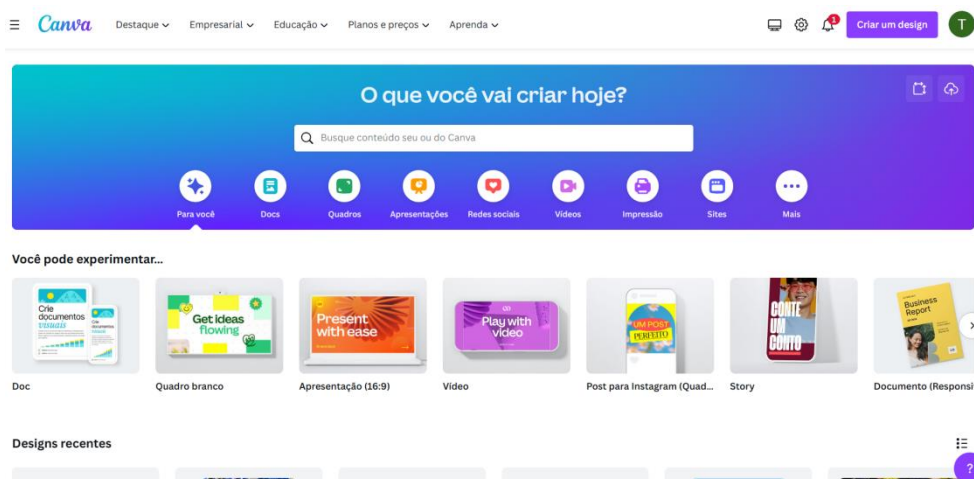 Canva
Destaque Empresarial Educação Planos e preços Aprenda
1
Criar um design
T
O que você vai criar hoje?
Busque conteúdo seu ou do Canva
Para você Docs Quadros Apresentações Redes sociais Vídeos Impressão Sites Mais
Você pode experimentar...
Crie
documentos
visuais
Get ideas
flowing
Present
with ease
Play with
video
UM POST
PERFEITO
CONTE
UM
CONTO
Business
Report
Doc
Quadro branco
Apresentação (16:9)
Vídeo
Post para Instagram (Quad...
Story
Documento (Responsi
Designs recentes
?